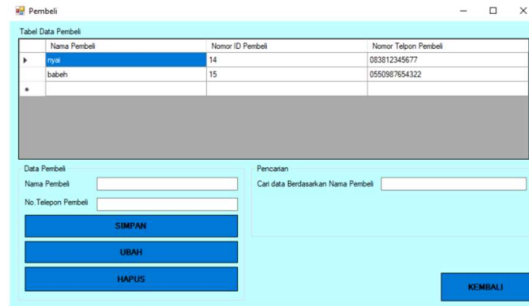 Pembeli
Tabel Data Pembeli
Nama Pembeli Nomor ID Pembeli Nomor Telpon Pembeli
nyai 14 083812345677
babeh 15 0550987654322
Data Pembeli
Nama Pembeli
No.Telepon Pembeli
SIMPAN
UBAH
HAPUS
Pencarian
Cari data Berdasarkan Nama Pembeli
KEMBALI